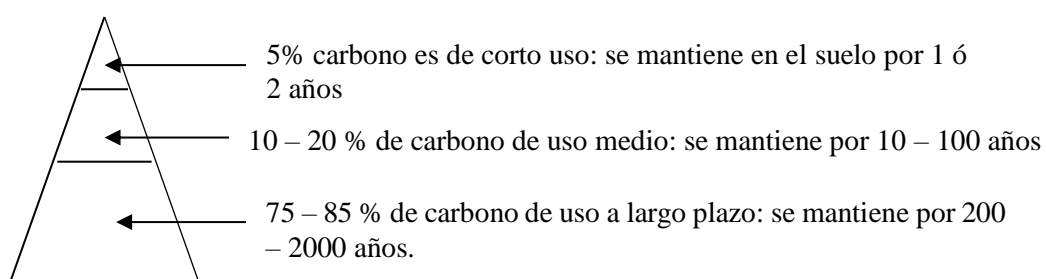 5% carbono es de corto uso: se mantiene en el suelo por 1 ó
2 años
10 – 20 % de carbono de uso medio: se mantiene por 10 – 100 años
75 – 85 % de carbono de uso a largo plazo: se mantiene por 200
– 2000 años.